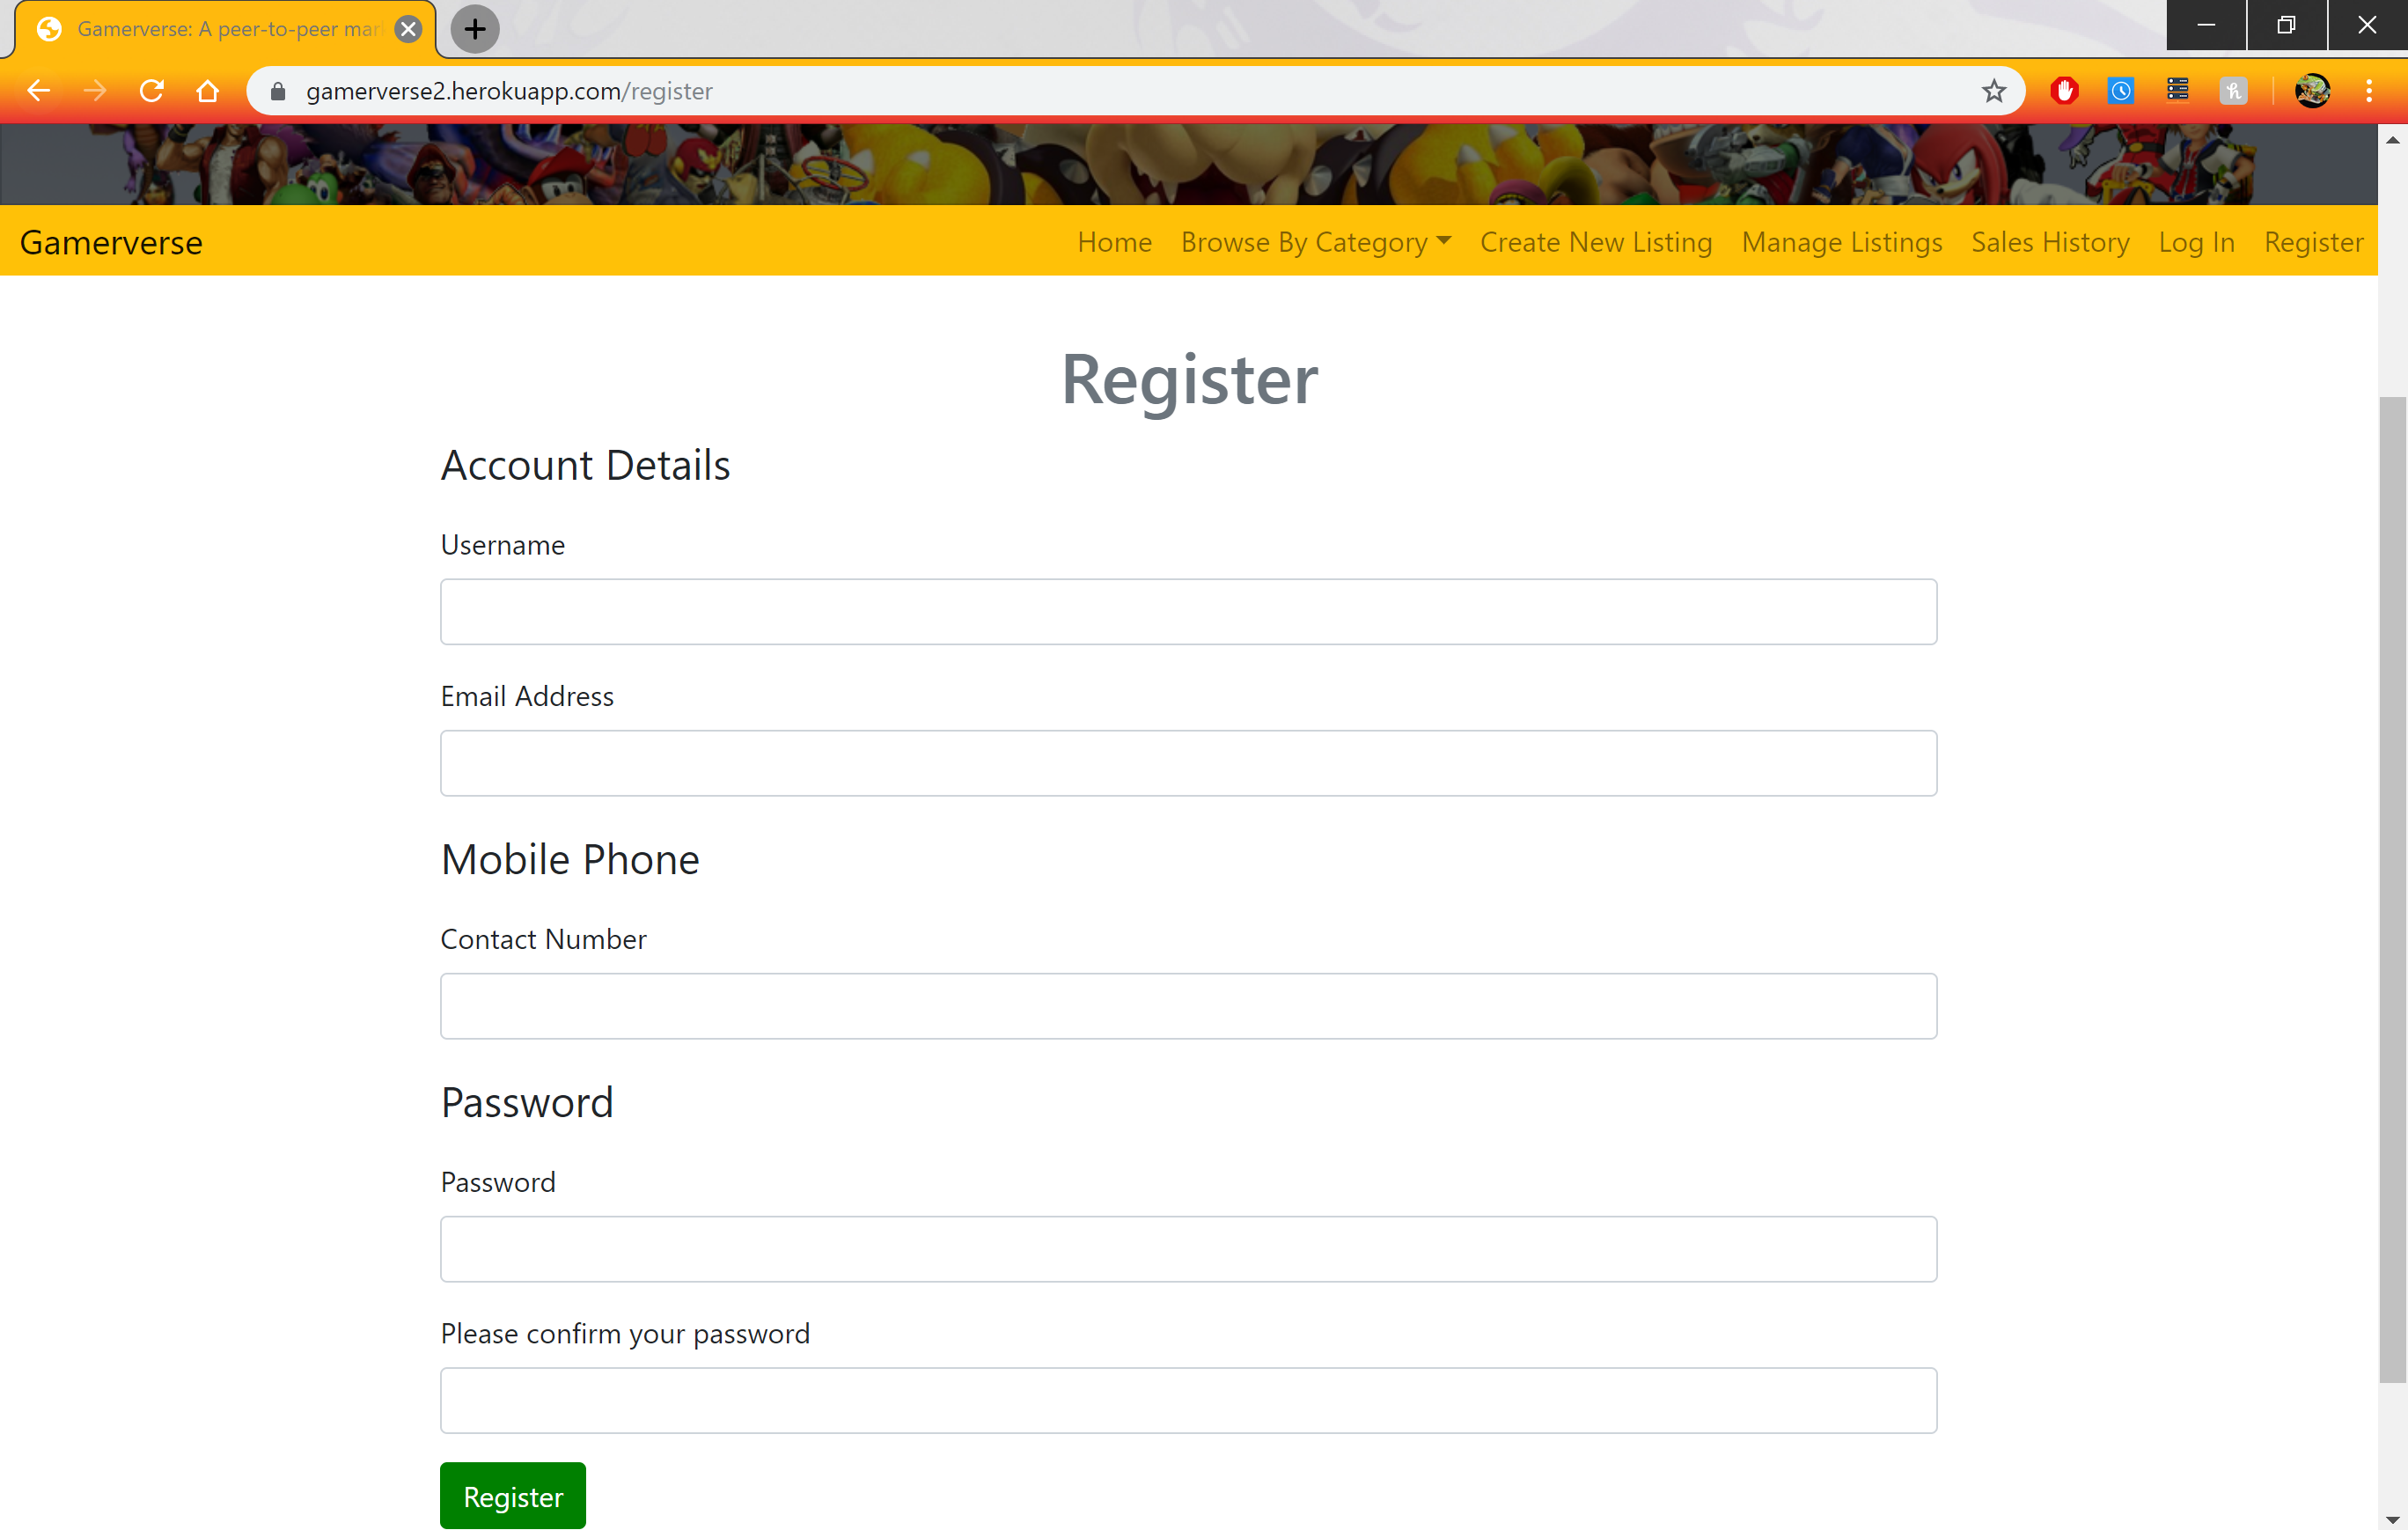 Gamerverse: A peer-to-peer mar
gamerverse2.herokuapp.com/register
Gamerverse
Home Browse By Category Create New Listing Manage Listings Sales History Log In Register
Register
Account Details
Username
Email Address
Mobile Phone
Contact Number
Password
Password
Please confirm your password
Register